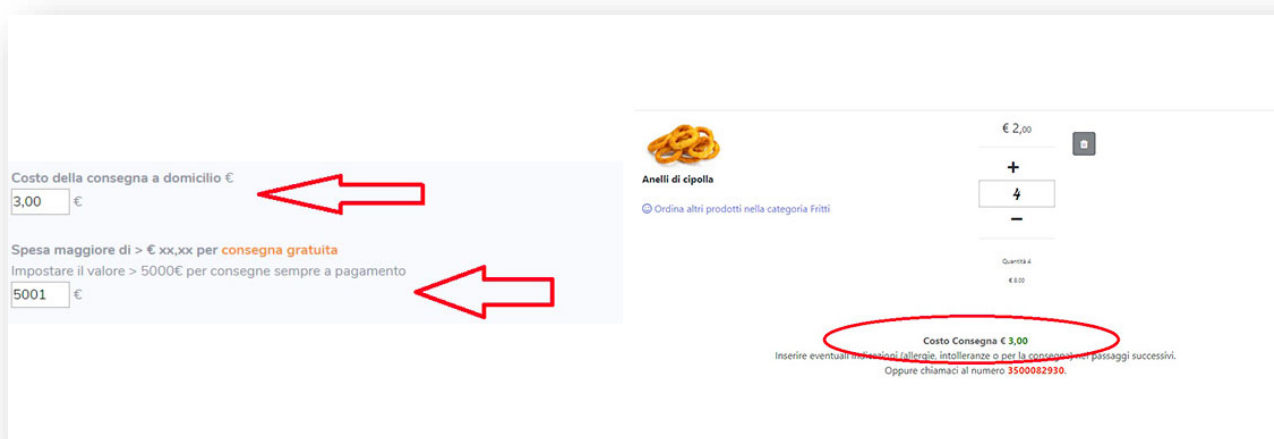 Costo della consegna a domicilio €
3,00 €
Spesa maggiore di > € xx,xx per consegna gratuita
Impostare il valore > 5000€ per consegne sempre a pagamento
5001 €
€ 2,00
Anelli di cipolla
+
4
−
Ordina altri prodotti nella categoria Fritti
Quantità 4
€ 8.00
Costo Consegna € 3,00
Inserire eventuali indicazioni (allergie, intolleranze o per la consegna) nei passaggi successivi.
Oppure chiamaci al numero 3500082930.